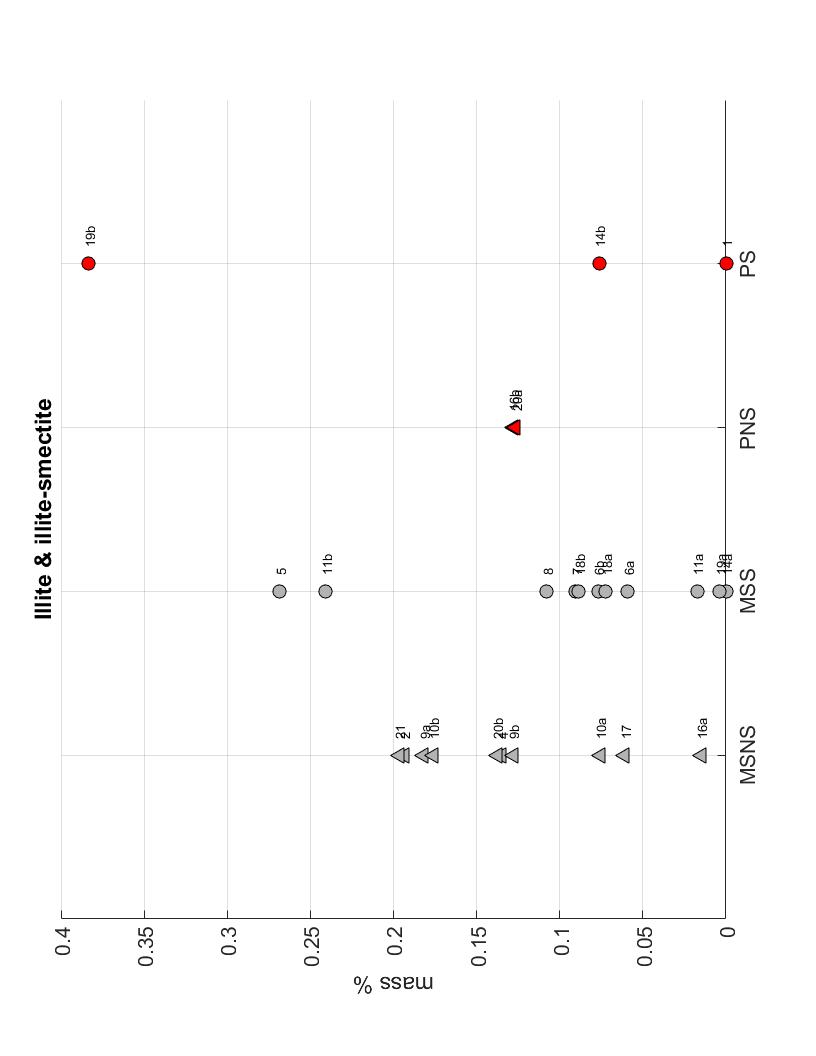 Illite & illite-smectite
0.4
0.35
0.3
0.25
0.2
0.15
0.1
0.05
0
mass %
21
2
9a
10b
20b
4
9b
10a
17
16a
5
11b
8
7
18b
6b
18a
6a
11a
19a
14a
16b
20a
19b
14b
1
MSNS
MSS
PNS
PS